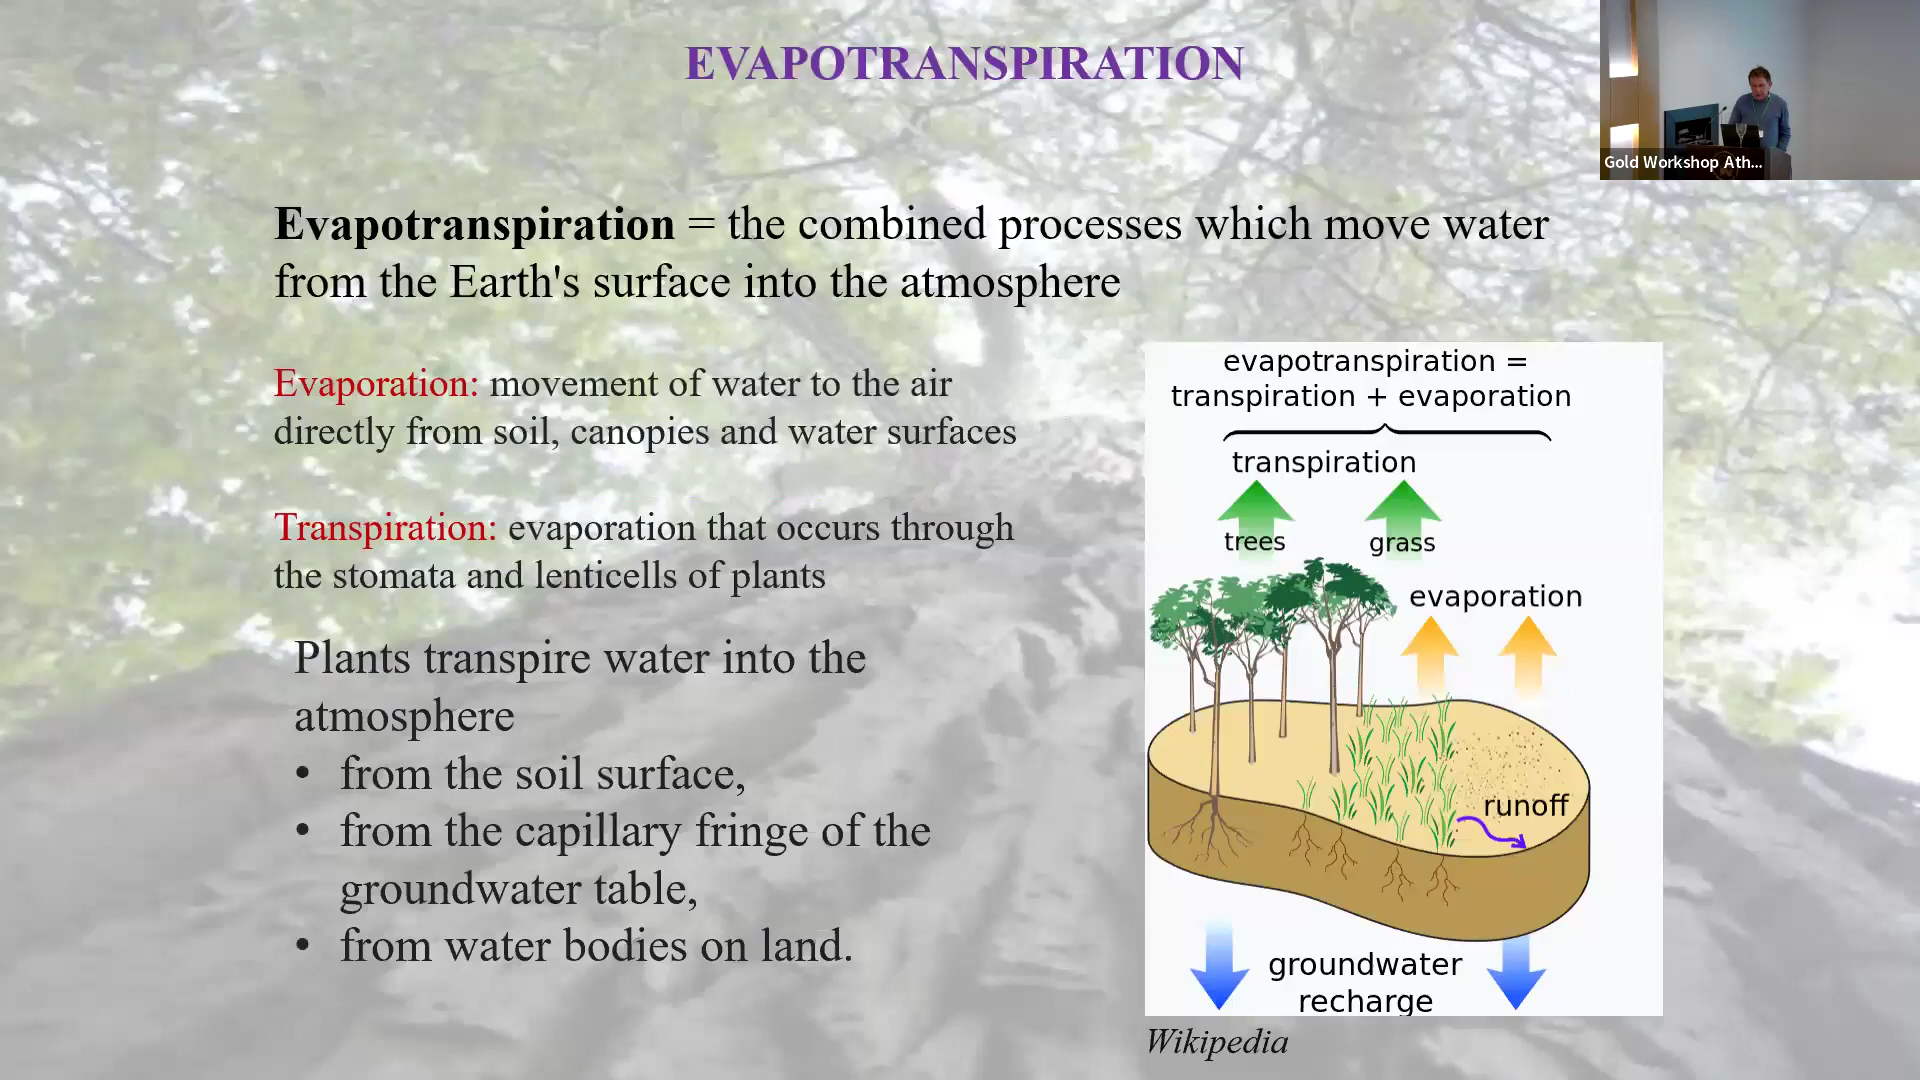 EVAPOTRANSPIRATION
Gold Workshop Ath...
Evapotranspiration = the combined processes which move water
from the Earth's surface into the atmosphere
Evaporation: movement of water to the air
directly from soil, canopies and water surfaces
Transpiration: evaporation that occurs through
the stomata and lenticells of plants
Plants transpire water into the
atmosphere
• from the soil surface,
• from the capillary fringe of the
groundwater table,
• from water bodies on land.
evapotranspiration =
transpiration + evaporation
transpiration
trees
grass
evaporation
runoff
groundwater
recharge
Wikipedia